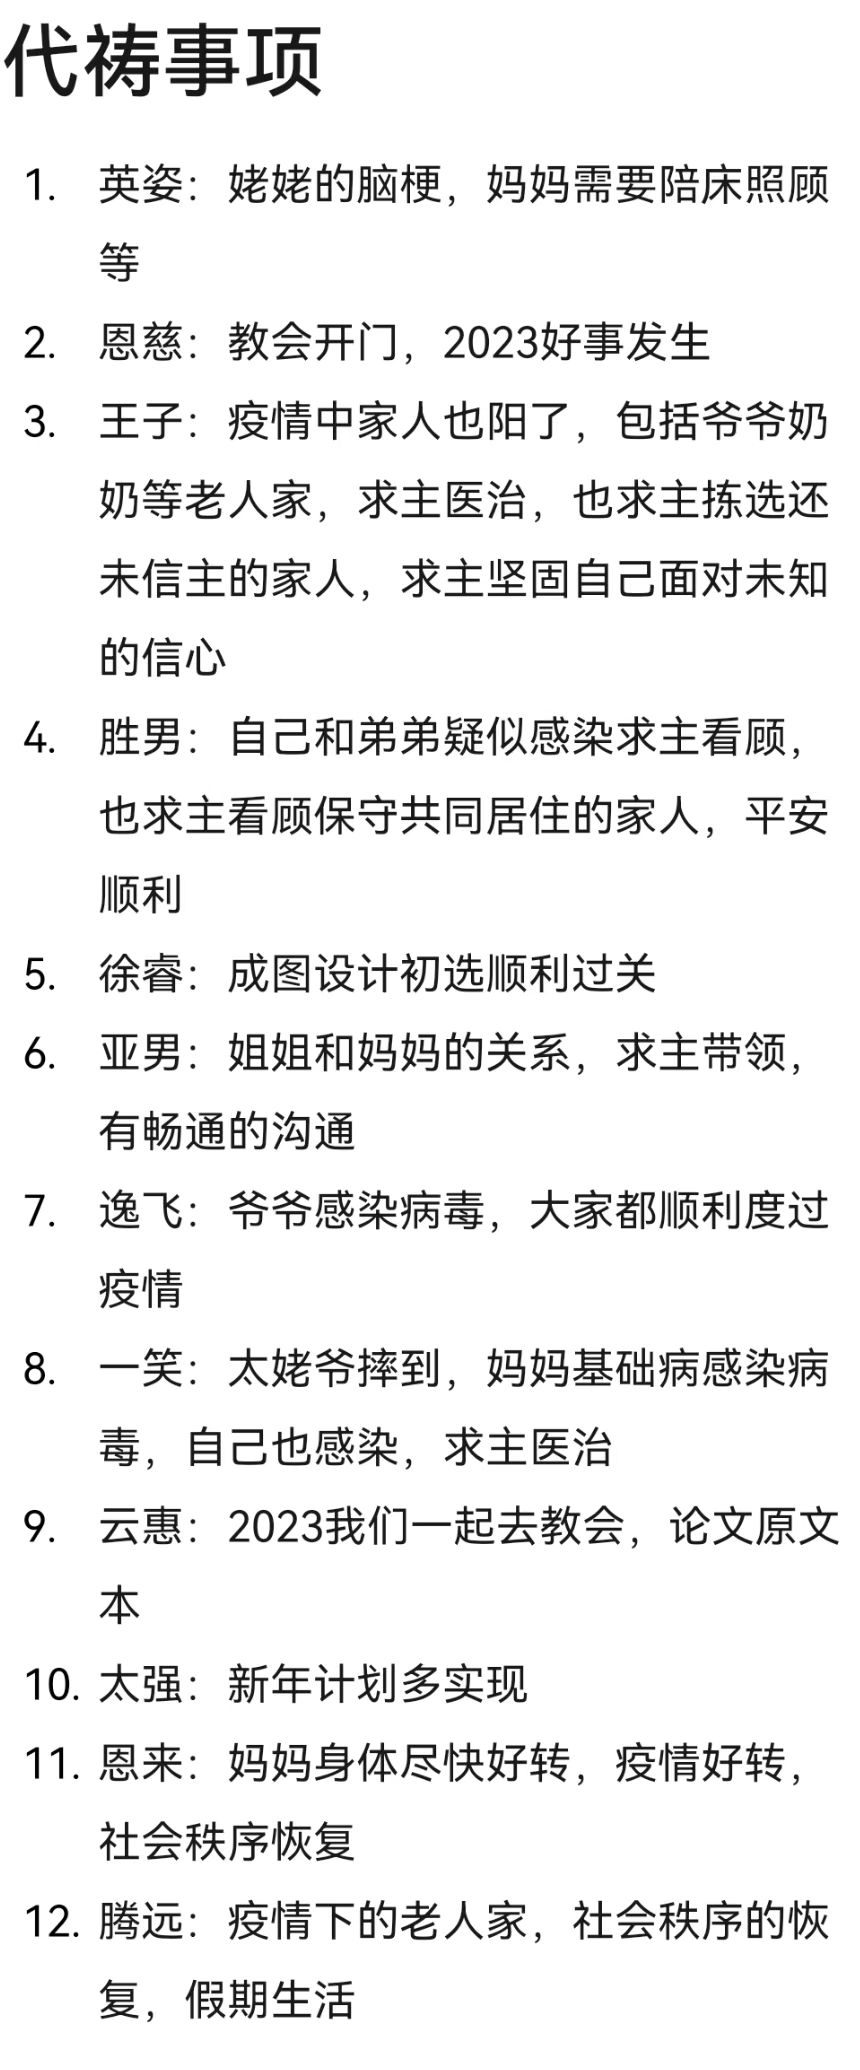 代祷事项
1. 英姿：姥姥的脑梗，妈妈需要陪床照顾
等
2. 恩慈：教会开门，2023好事发生
3. 王子：疫情中家人也阳了，包括爷爷奶
奶等老人家，求主医治，也求主拣选还
未信主的家人，求主坚固自己面对未知
的信心
4. 胜男：自己和弟弟疑似感染求主看顾，
也求主看顾保守共同居住的家人，平安
顺利
5. 徐睿：成图设计初选顺利过关
6. 亚男：姐姐和妈妈的关系，求主带领，
有畅通的沟通
7. 逸飞：爷爷感染病毒，大家都顺利度过
疫情
8. 一笑：太姥爷摔到，妈妈基础病感染病
毒，自己也感染，求主医治
9. 云惠：2023我们一起去教会，论文原文
本
10. 太强：新年计划多实现
11. 恩来：妈妈身体尽快好转，疫情好转，
社会秩序恢复
12. 腾远：疫情下的老人家，社会秩序的恢
复，假期生活